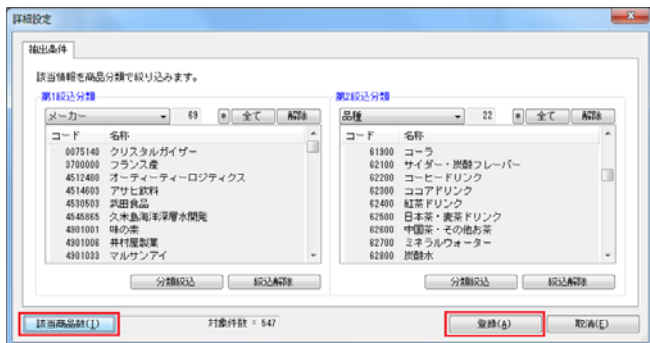 詳細設定
抽出条件
該当情報を商品分類で絞り込みます。
第1絞込分類
メーカー 69 * 全て 解除
コード 名称
0075140 クリスタルガイザー
3700000 フランス産
4512480 オーティーティーロジティクス
4514603 アサヒ飲料
4530503 武田食品
4545865 久米島海洋深層水開発
4901001 味の素
4901006 井村屋製菓
4901033 マルサンアイ
分類絞込 絞込解除
第2絞込分類
品種 22 * 全て 解除
コード 名称
61900 コーラ
62100 サイダー・炭酸フレーバー
62200 コーヒードリンク
62300 ココアドリンク
62400 紅茶ドリンク
62500 日本茶・麦茶ドリンク
62600 中国茶・その他お茶
62700 ミネラルウォーター
62800 炭酸水
分類絞込 絞込解除
該当商品数(I) 対象件数 = 547 登録(A) 取消(E)